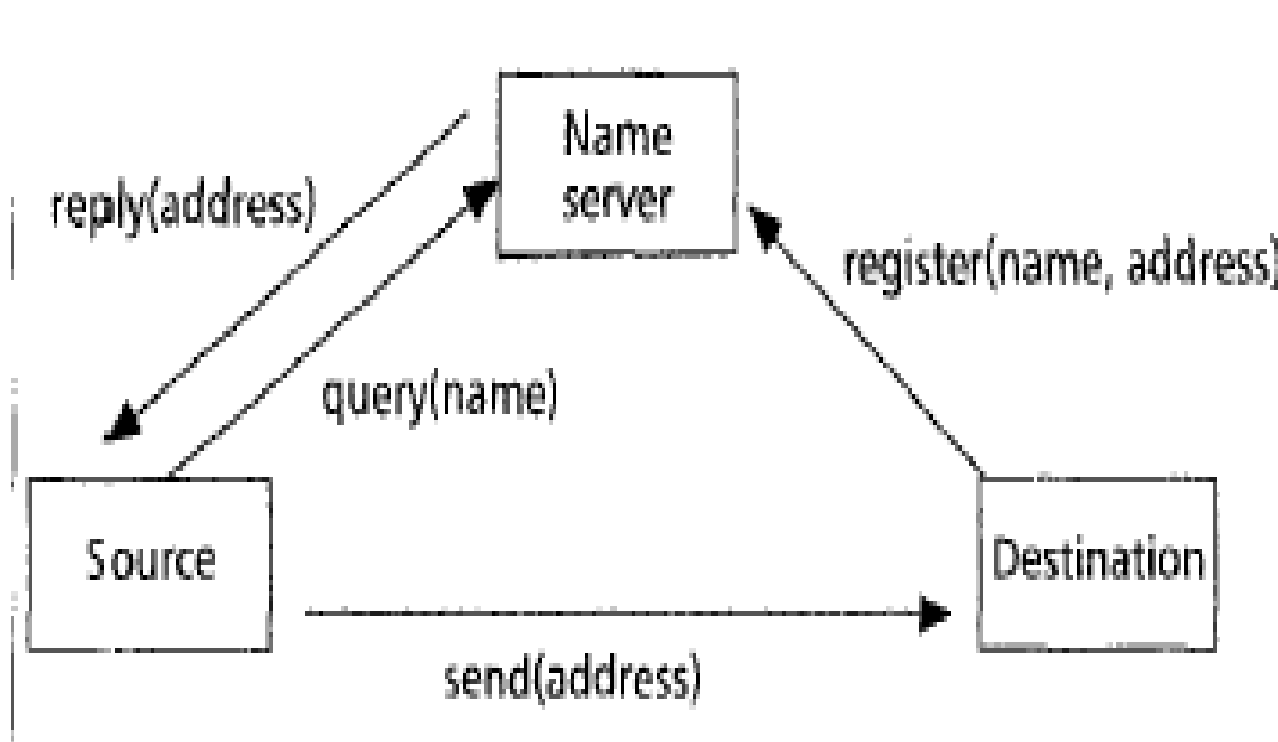 Name
server
reply(address)
register(name, address)
query(name)
Source
Destination
send(address)